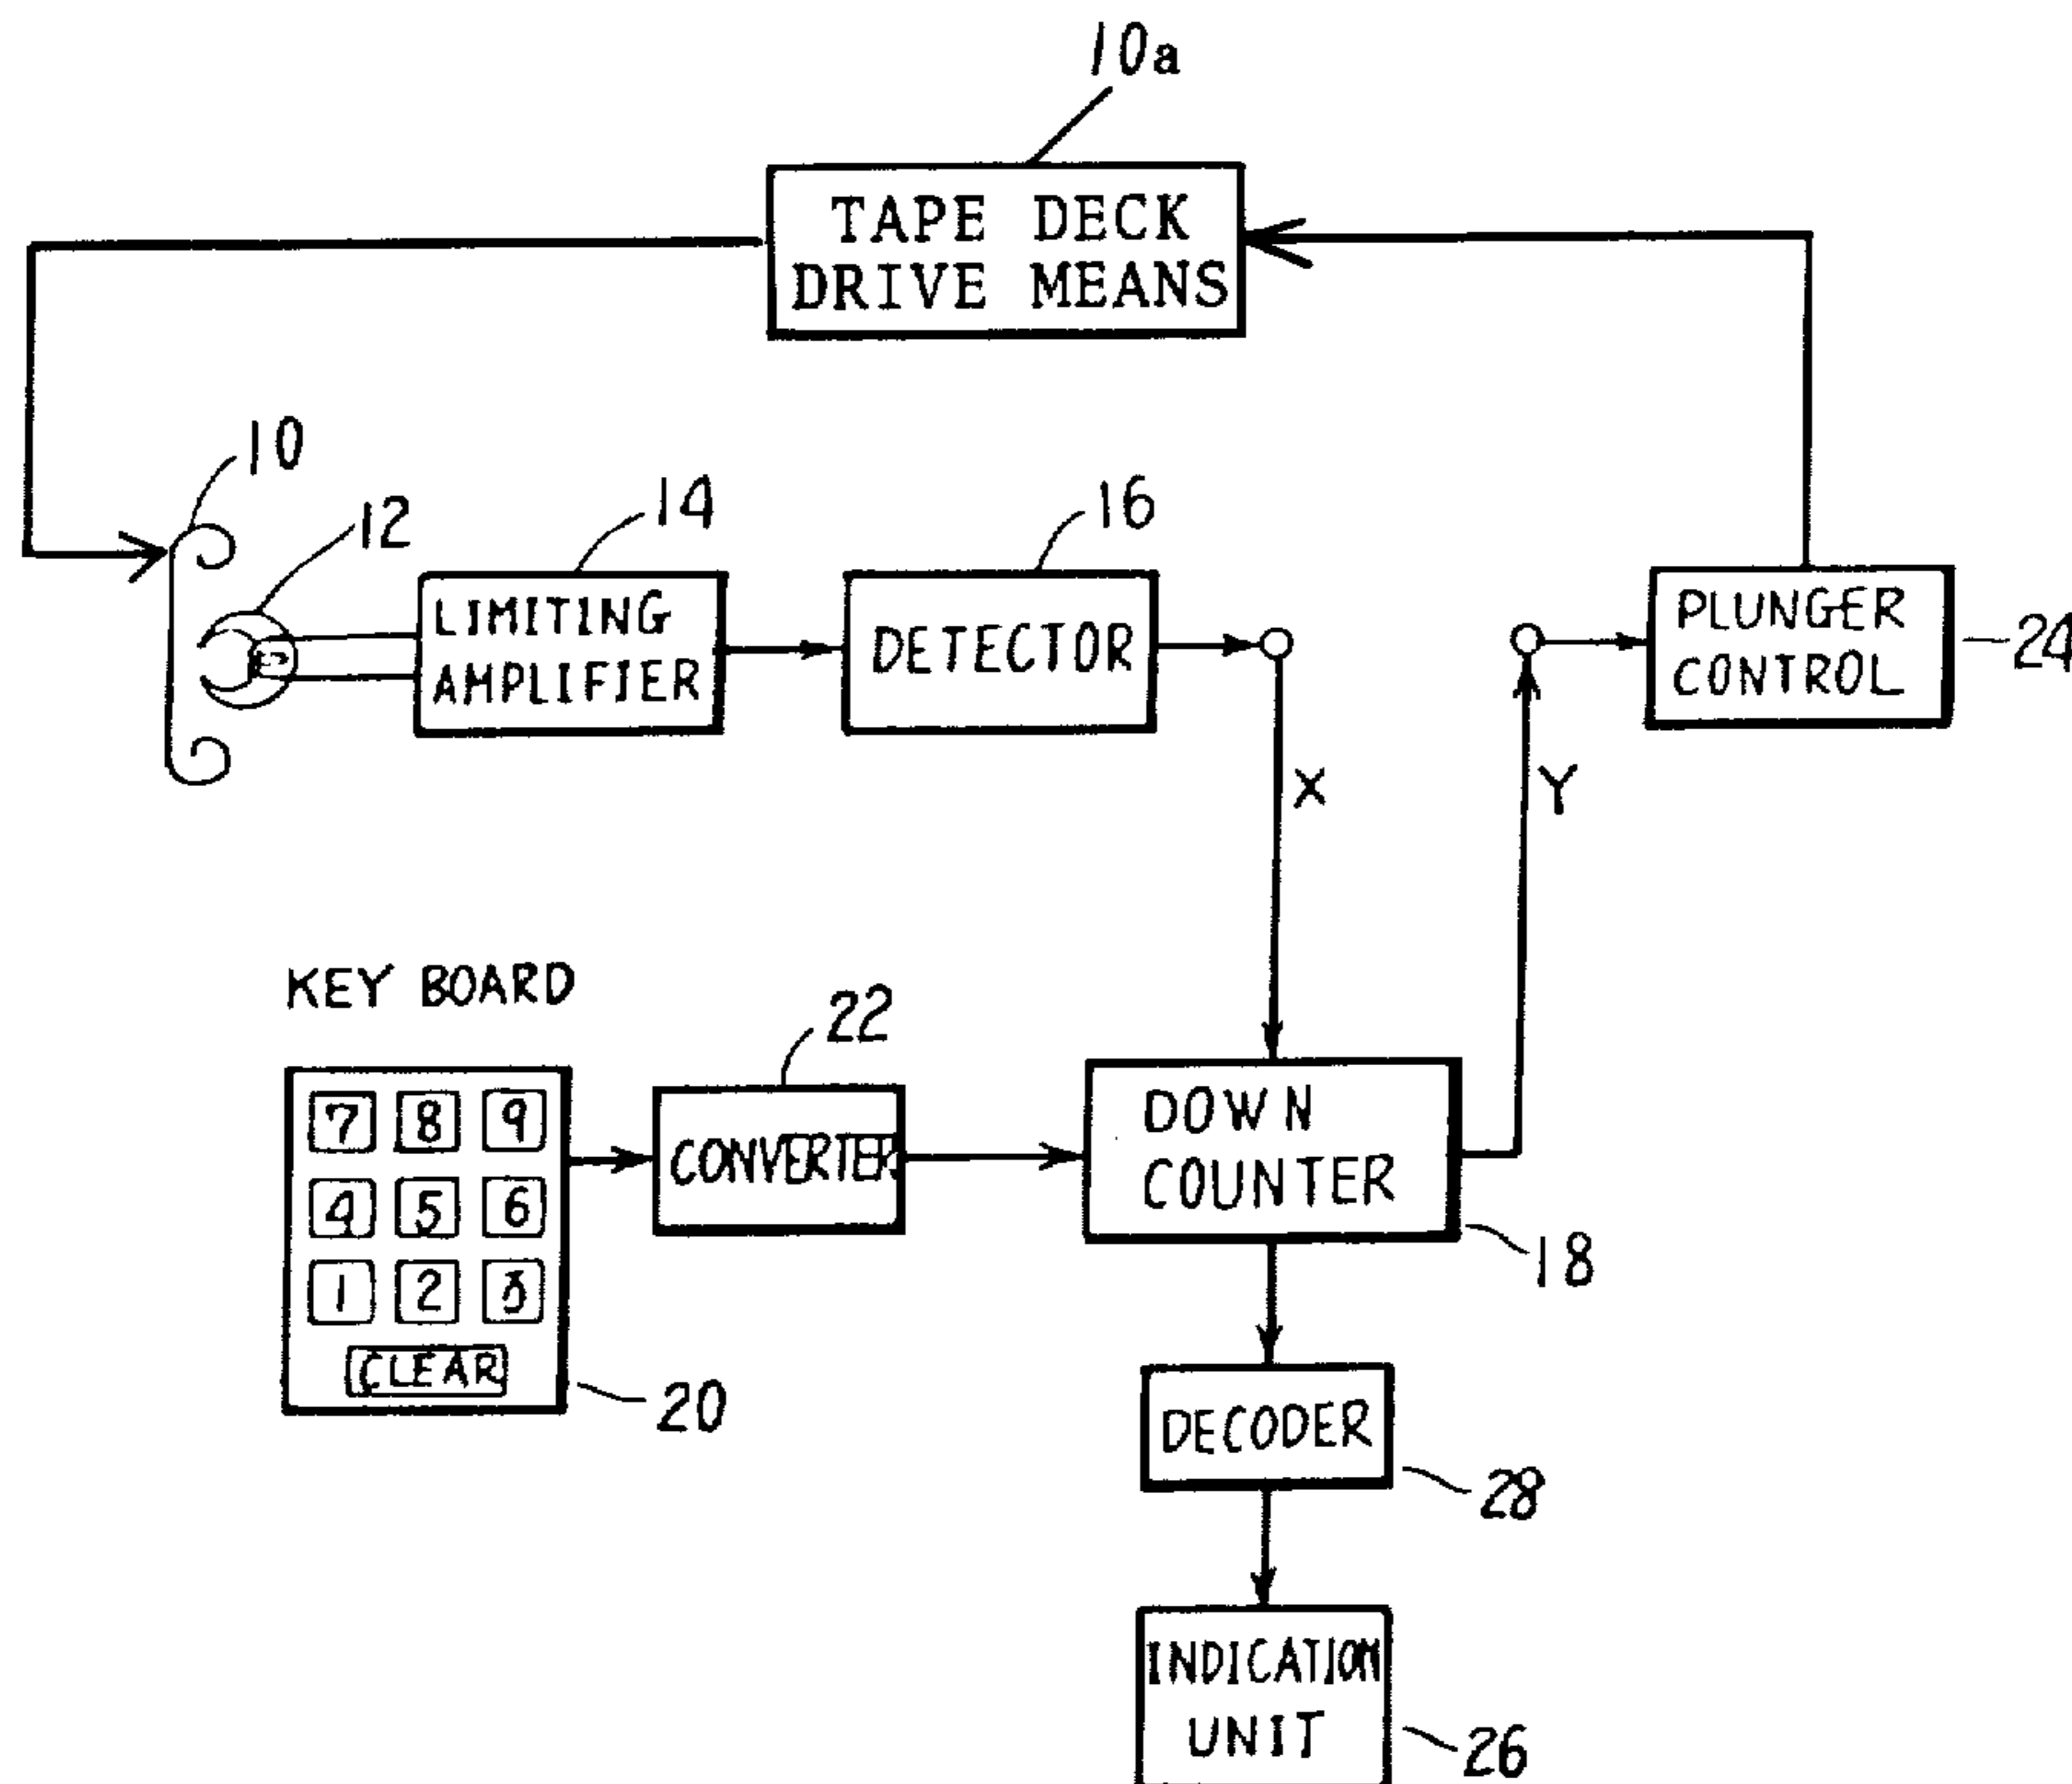 10a
TAPE DECK
DRIVE MEANS
10
12
14
16
LIMITING
AMPLIFIER
DETECTOR
PLUNGER
CONTROL
24
X
Y
KEY BOARD
22
7 8 9
4 5 6
1 2 3
CLEAR
20
CONVERTER
DOWN
COUNTER
18
DECODER
28
INDICATION
UNIT
26